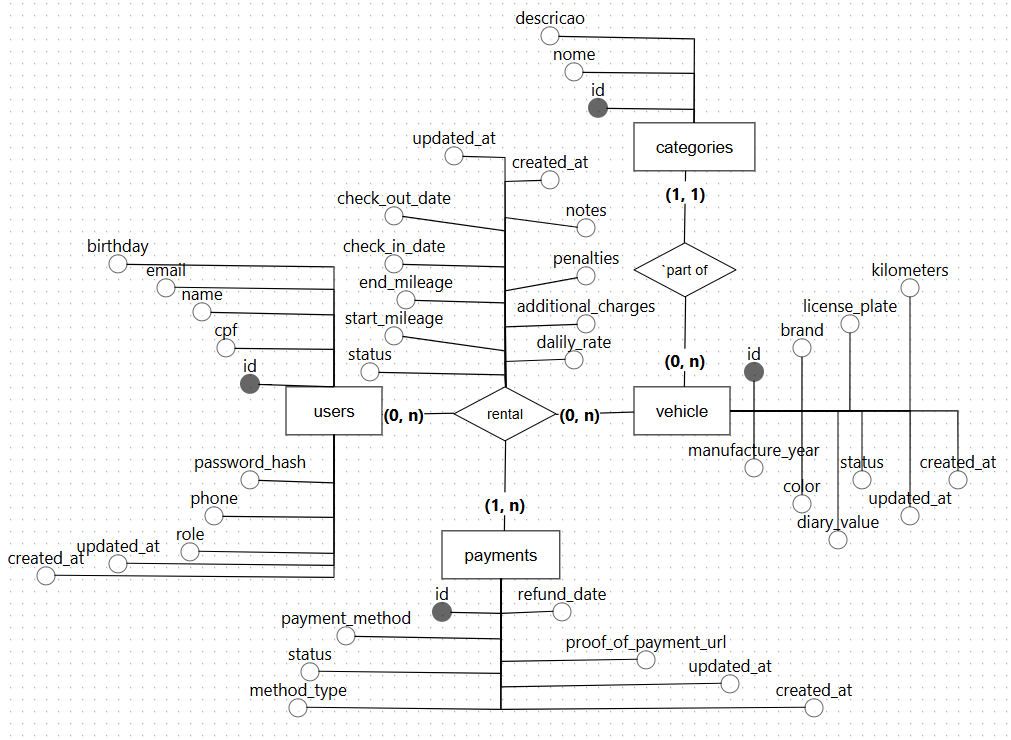 descricao
nome
id
categories
(1, 1)
`part of
(0, n)
updated_at
created_at
check_out_date
notes
check_in_date
penalties
end_mileage
additional_charges
start_mileage
dalily_rate
status
birthday
email
name
cpf
id
users
(0, n)
rental
(0, n)
vehicle
kilometers
license_plate
brand
id
manufacture_year
status
created_at
color
updated_at
diary_value
password_hash
phone
role
updated_at
created_at
(1, n)
payments
id
refund_date
payment_method
proof_of_payment_url
status
updated_at
method_type
created_at